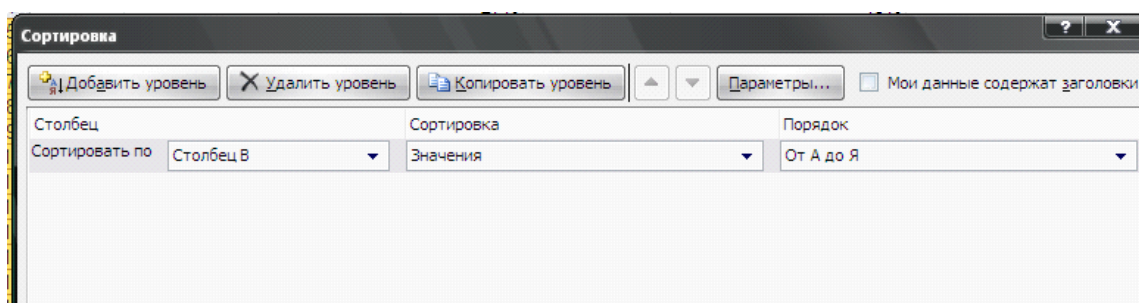 Сортировка
Добавить уровень Удалить уровень Копировать уровень Параметры... Мои данные содержат заголовки
Столбец Сортировка Порядок
Сортировать по Столбец B Значения От А до Я